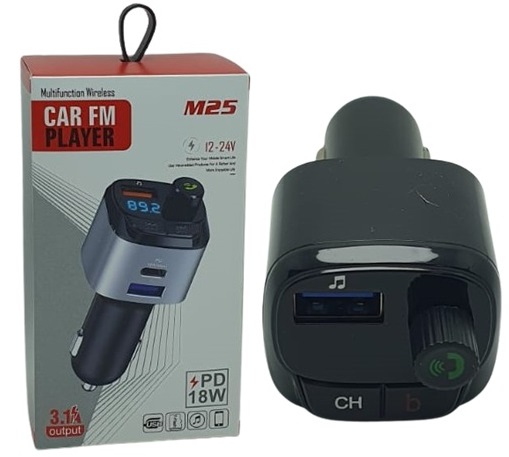 Multifunction Wireless
CAR FM
PLAYER
M25
12-24V
89.2
PD
18W
3.1A
output
CH
b